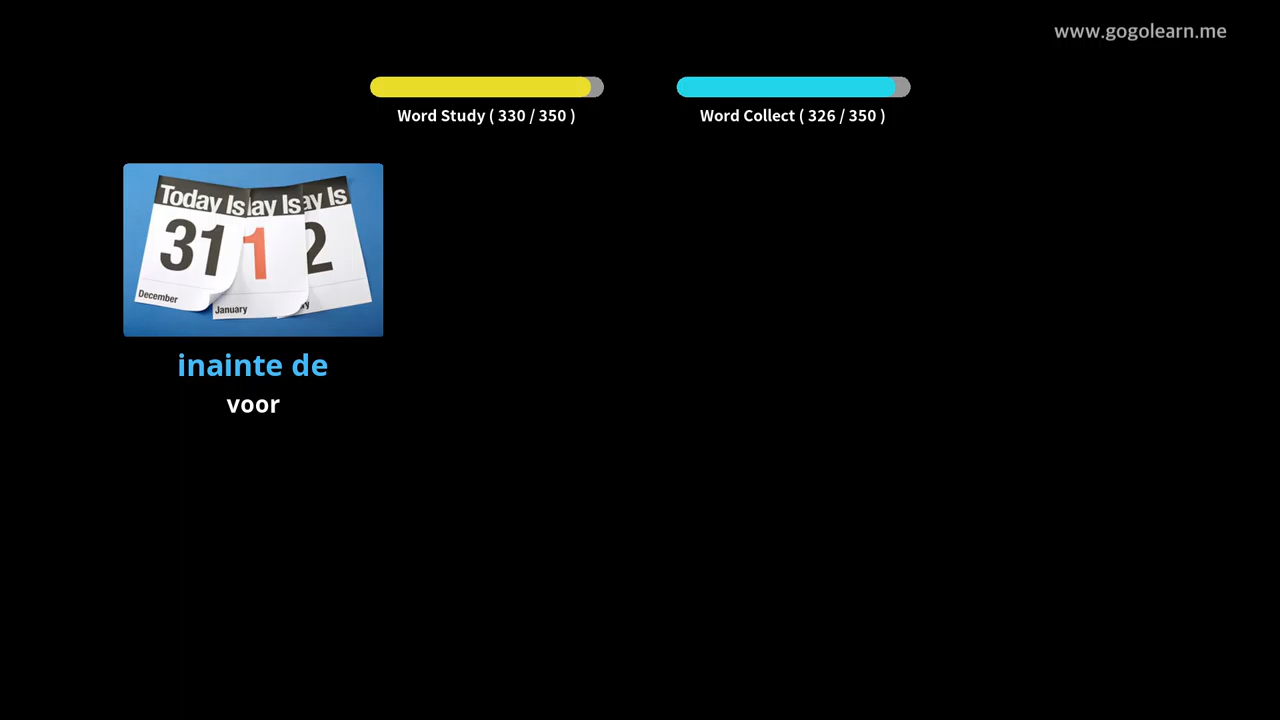 www.gogolearn.me
Word Study ( 330 / 350 )
Word Collect ( 326 / 350 )
Today Is
ay Is
ay Is
31
1
2
December
January
ry
inainte de
voor